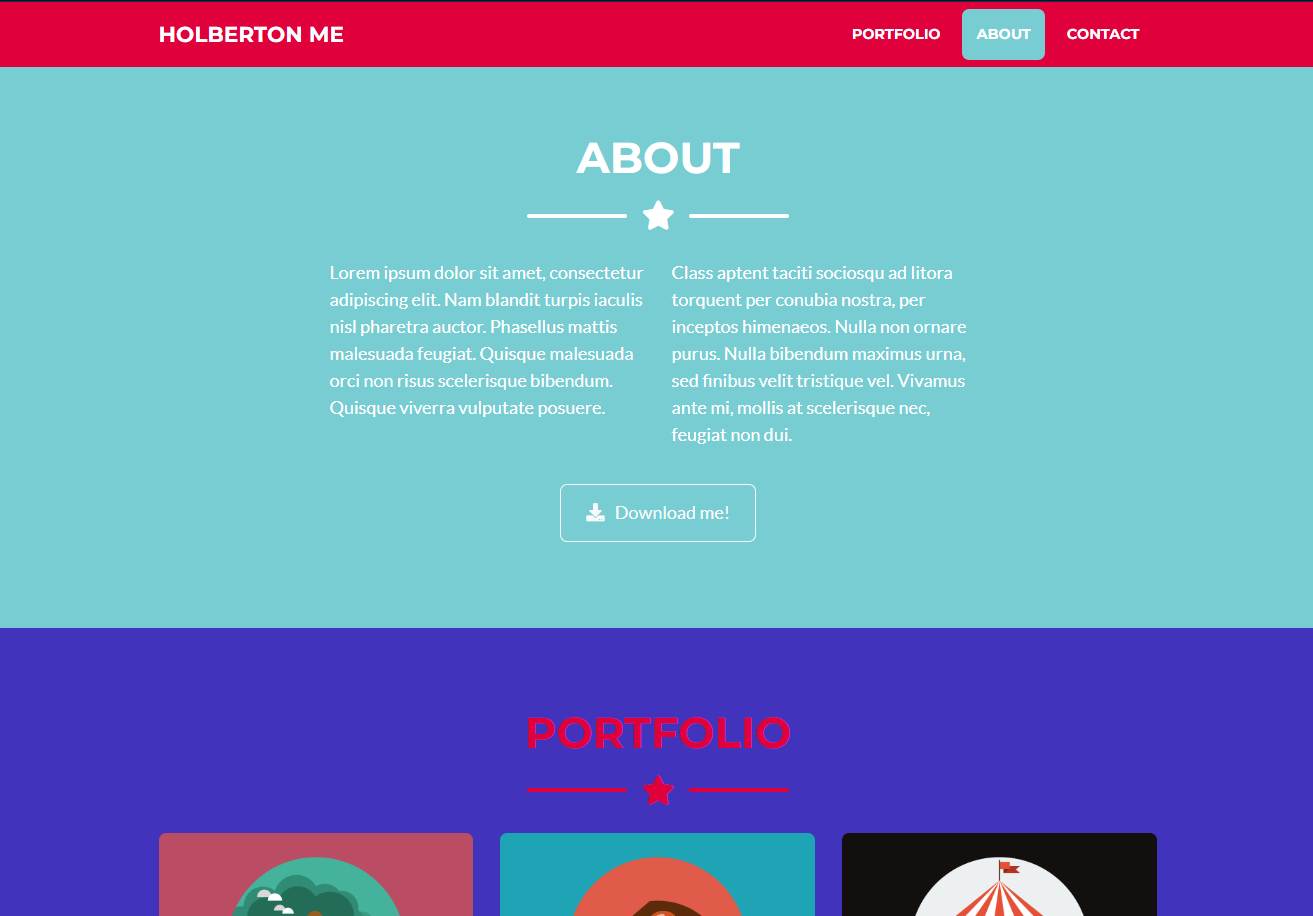 HOLBERTON ME
PORTFOLIO
ABOUT
CONTACT
ABOUT
Lorem ipsum dolor sit amet, consectetur
adipiscing elit. Nam blandit turpis iaculis
nisl pharetra auctor. Phasellus mattis
malesuada feugiat. Quisque malesuada
orci non risus scelerisque bibendum.
Quisque viverra vulputate posuere.
Class aptent taciti sociosqu ad litora
torquent per conubia nostra, per
inceptos himenaeos. Nulla non ornare
purus. Nulla bibendum maximus urna,
sed finibus velit tristique vel. Vivamus
ante mi, mollis at scelerisque nec,
feugiat non dui.
Download me!
PORTFOLIO